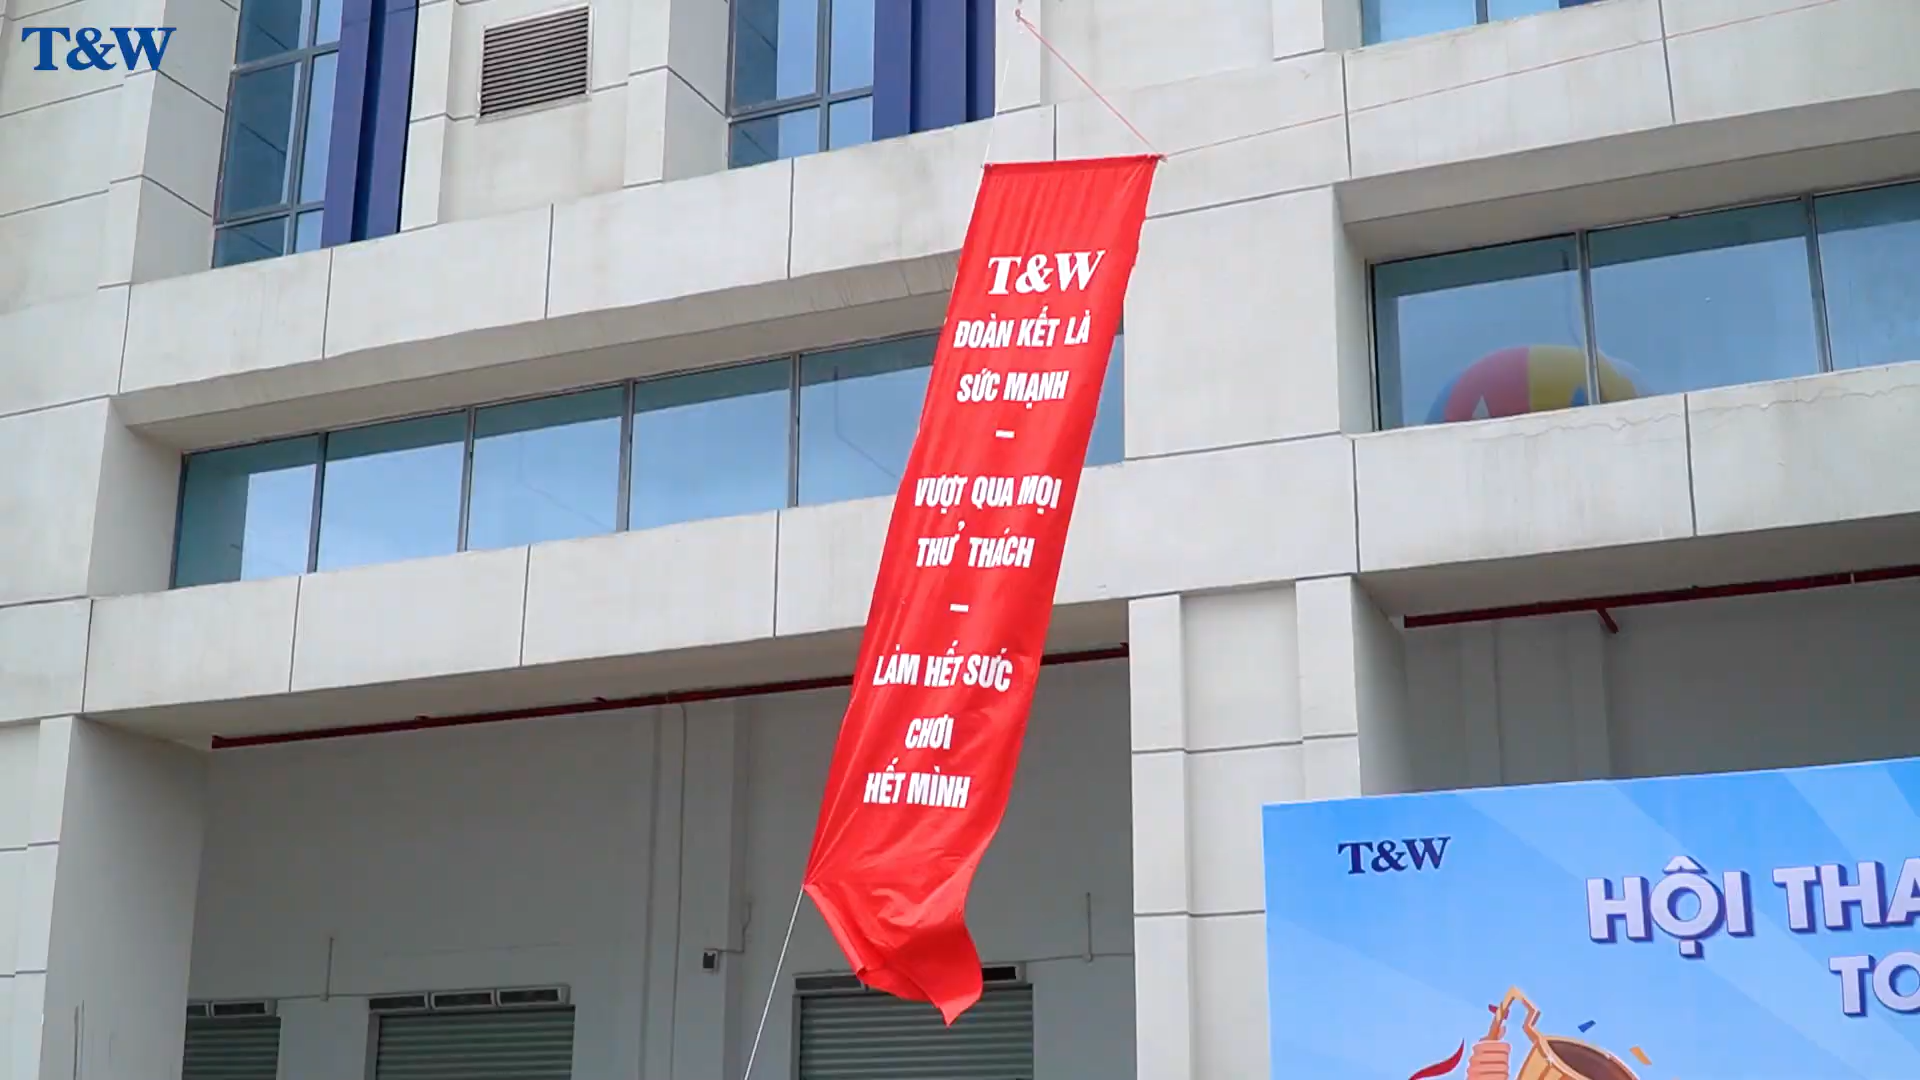 T&W
T&W
ĐOÀN KẾT LÀ
SỨC MẠNH
–
VƯỢT QUA MỌI
THỬ THÁCH
–
LÀM HẾT SỨC
CHƠI
HẾT MÌNH
T&W
HỘI THA
TO